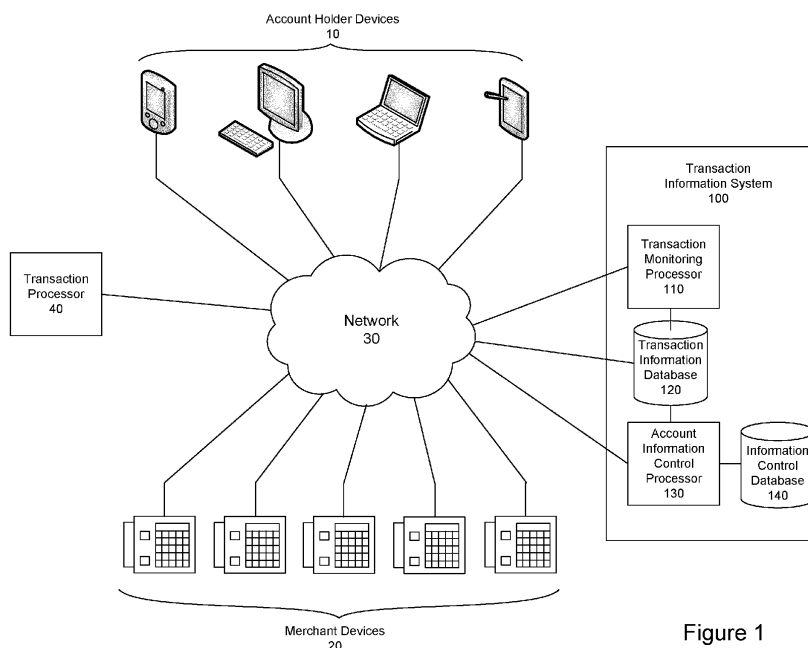 Account Holder Devices
10
Transaction
Information System
100
Transaction
Monitoring
Processor
110
Transaction
Processor
40
Network
30
Transaction
Information
Database
120
Account
Information
Control
Processor
130
Information
Control
Database
140
Merchant Devices
20
Figure 1